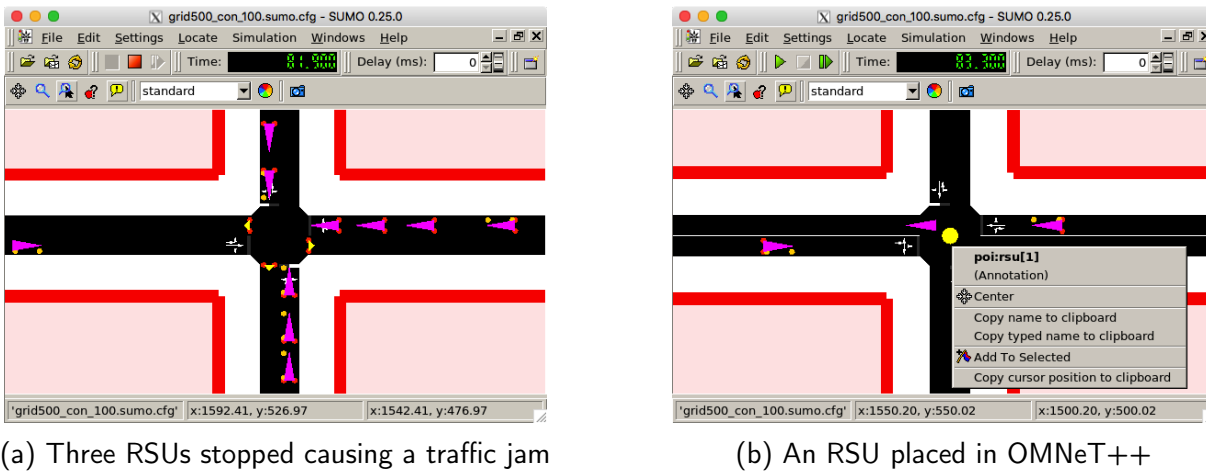 grid500_con_100.sumo.cfg - SUMO 0.25.0
File Edit Settings Locate Simulation Windows Help
Time: 81.900 Delay (ms): 0
standard
'grid500_con_100.sumo.cfg' x:1592.41, y:526.97 x:1542.41, y:476.97
(a) Three RSUs stopped causing a traffic jam
grid500_con_100.sumo.cfg - SUMO 0.25.0
File Edit Settings Locate Simulation Windows Help
Time: 83.300 Delay (ms): 0
standard
poi:rsu[1]
(Annotation)
Center
Copy name to clipboard
Copy typed name to clipboard
Add To Selected
Copy cursor position to clipboard
'grid500_con_100.sumo.cfg' x:1550.20, y:550.02 x:1500.20, y:500.02
(b) An RSU placed in OMNeT++